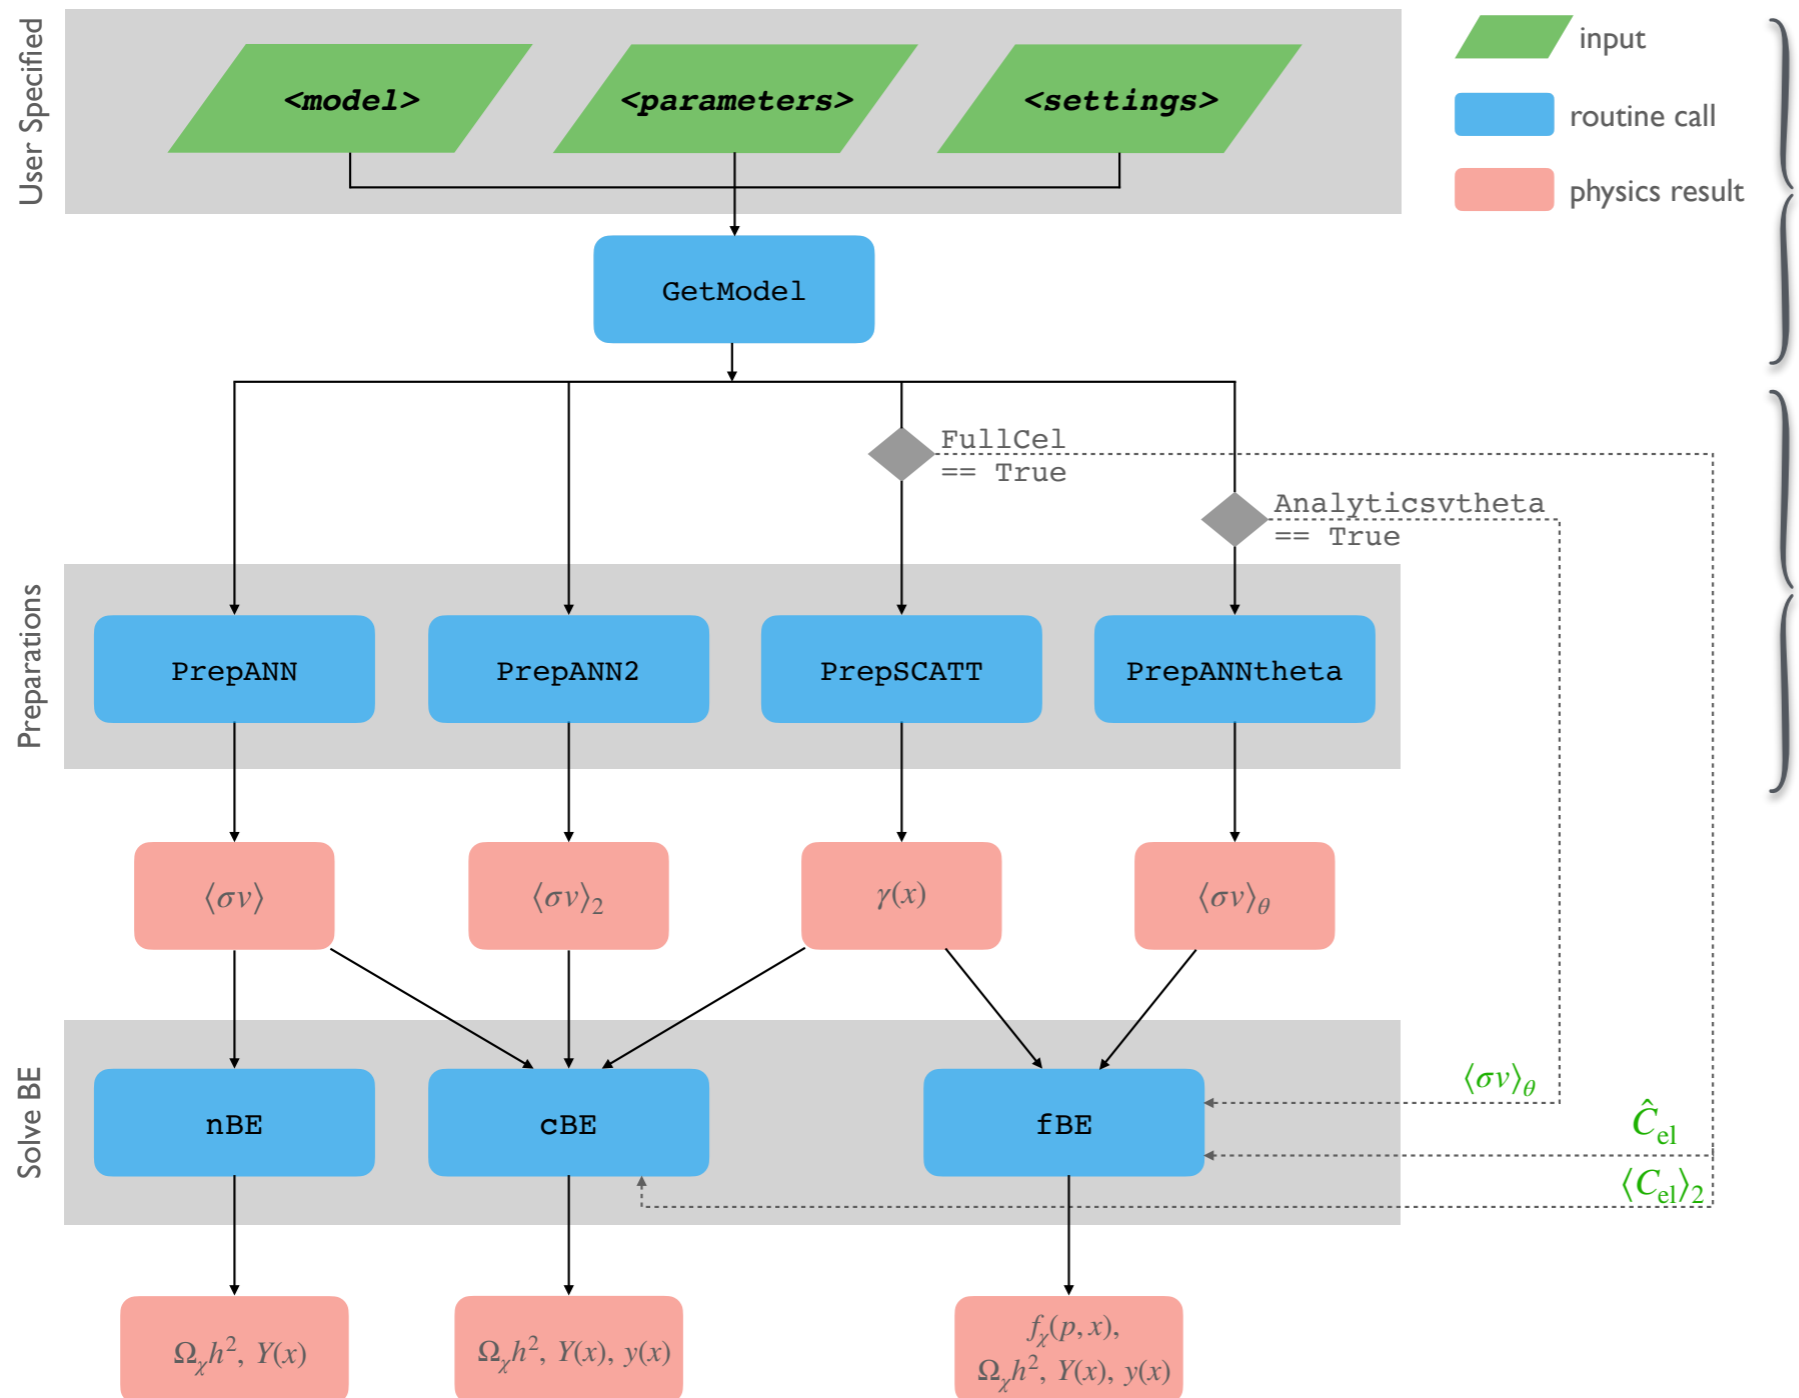 User Specified
<model>
<parameters>
<settings>
input
routine call
physics result
GetModel
FullCel
== True
Analyticsvtheta
== True
Preparations
PrepANN
PrepANN2
PrepSCATT
PrepANNtheta
⟨σv⟩
⟨σv⟩₂
γ(x)
⟨σv⟩θ
Solve BE
nBE
cBE
fBE
⟨σv⟩θ
Ĉel
⟨Cel⟩₂
Ωχh², Y(x)
Ωχh², Y(x), y(x)
fχ(p, x),
Ωχh², Y(x), y(x)